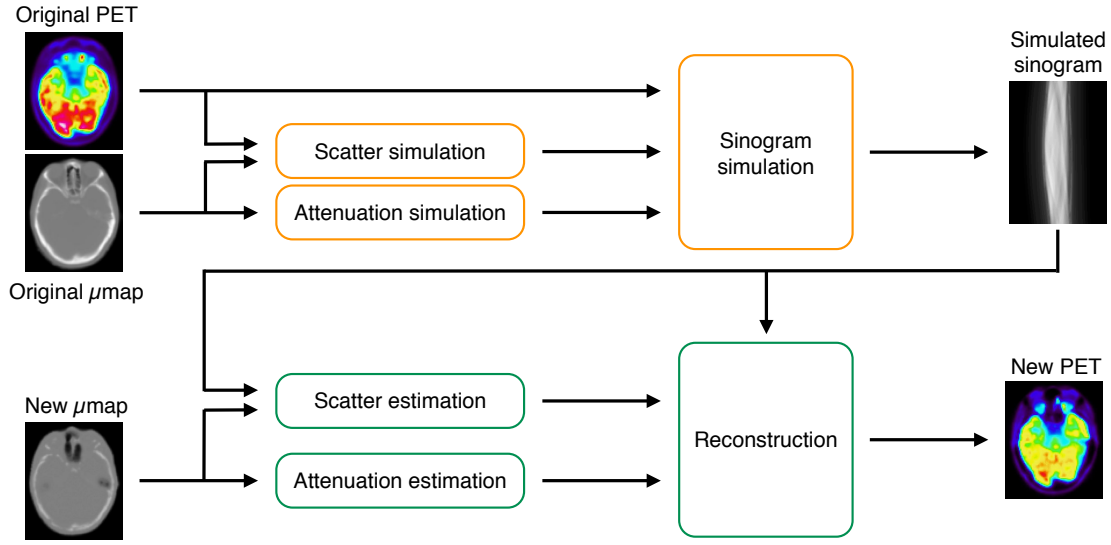 Original PET
Simulated
sinogram
Scatter simulation
Sinogram
simulation
Attenuation simulation
Original µmap
New PET
New µmap
Scatter estimation
Reconstruction
Attenuation estimation